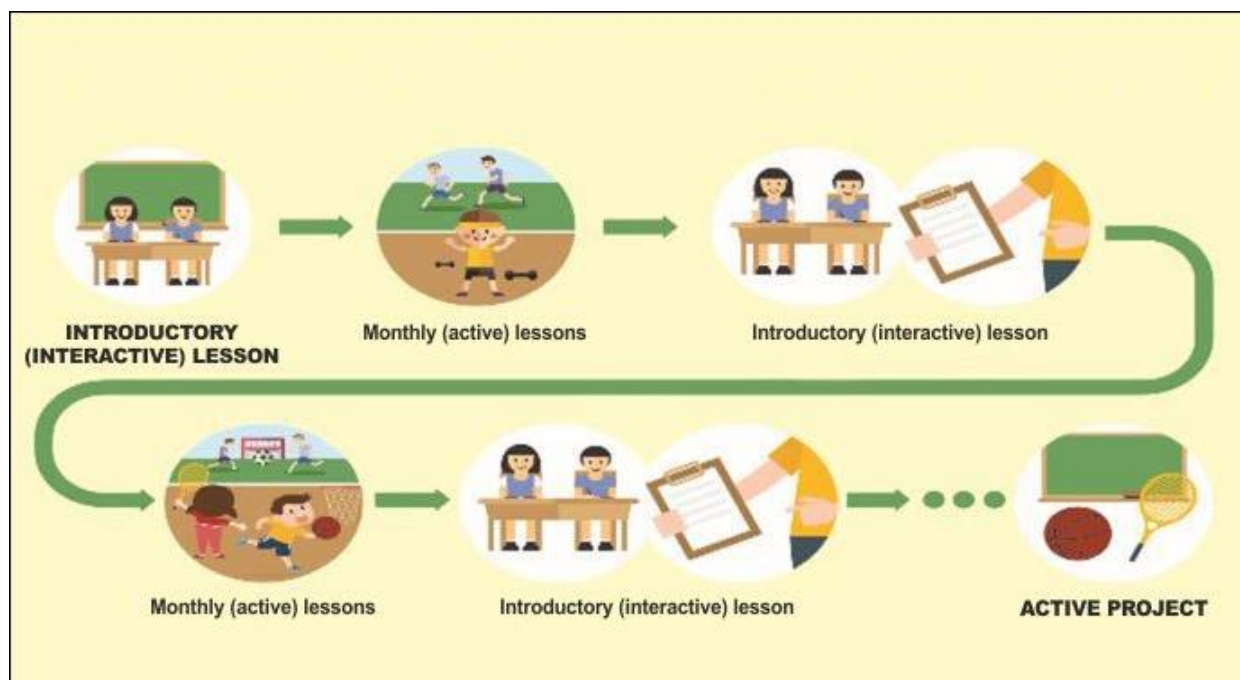 INTRODUCTORY
(INTERACTIVE) LESSON
Monthly (active) lessons
Introductory (interactive) lesson
Monthly (active) lessons
Introductory (interactive) lesson
ACTIVE PROJECT